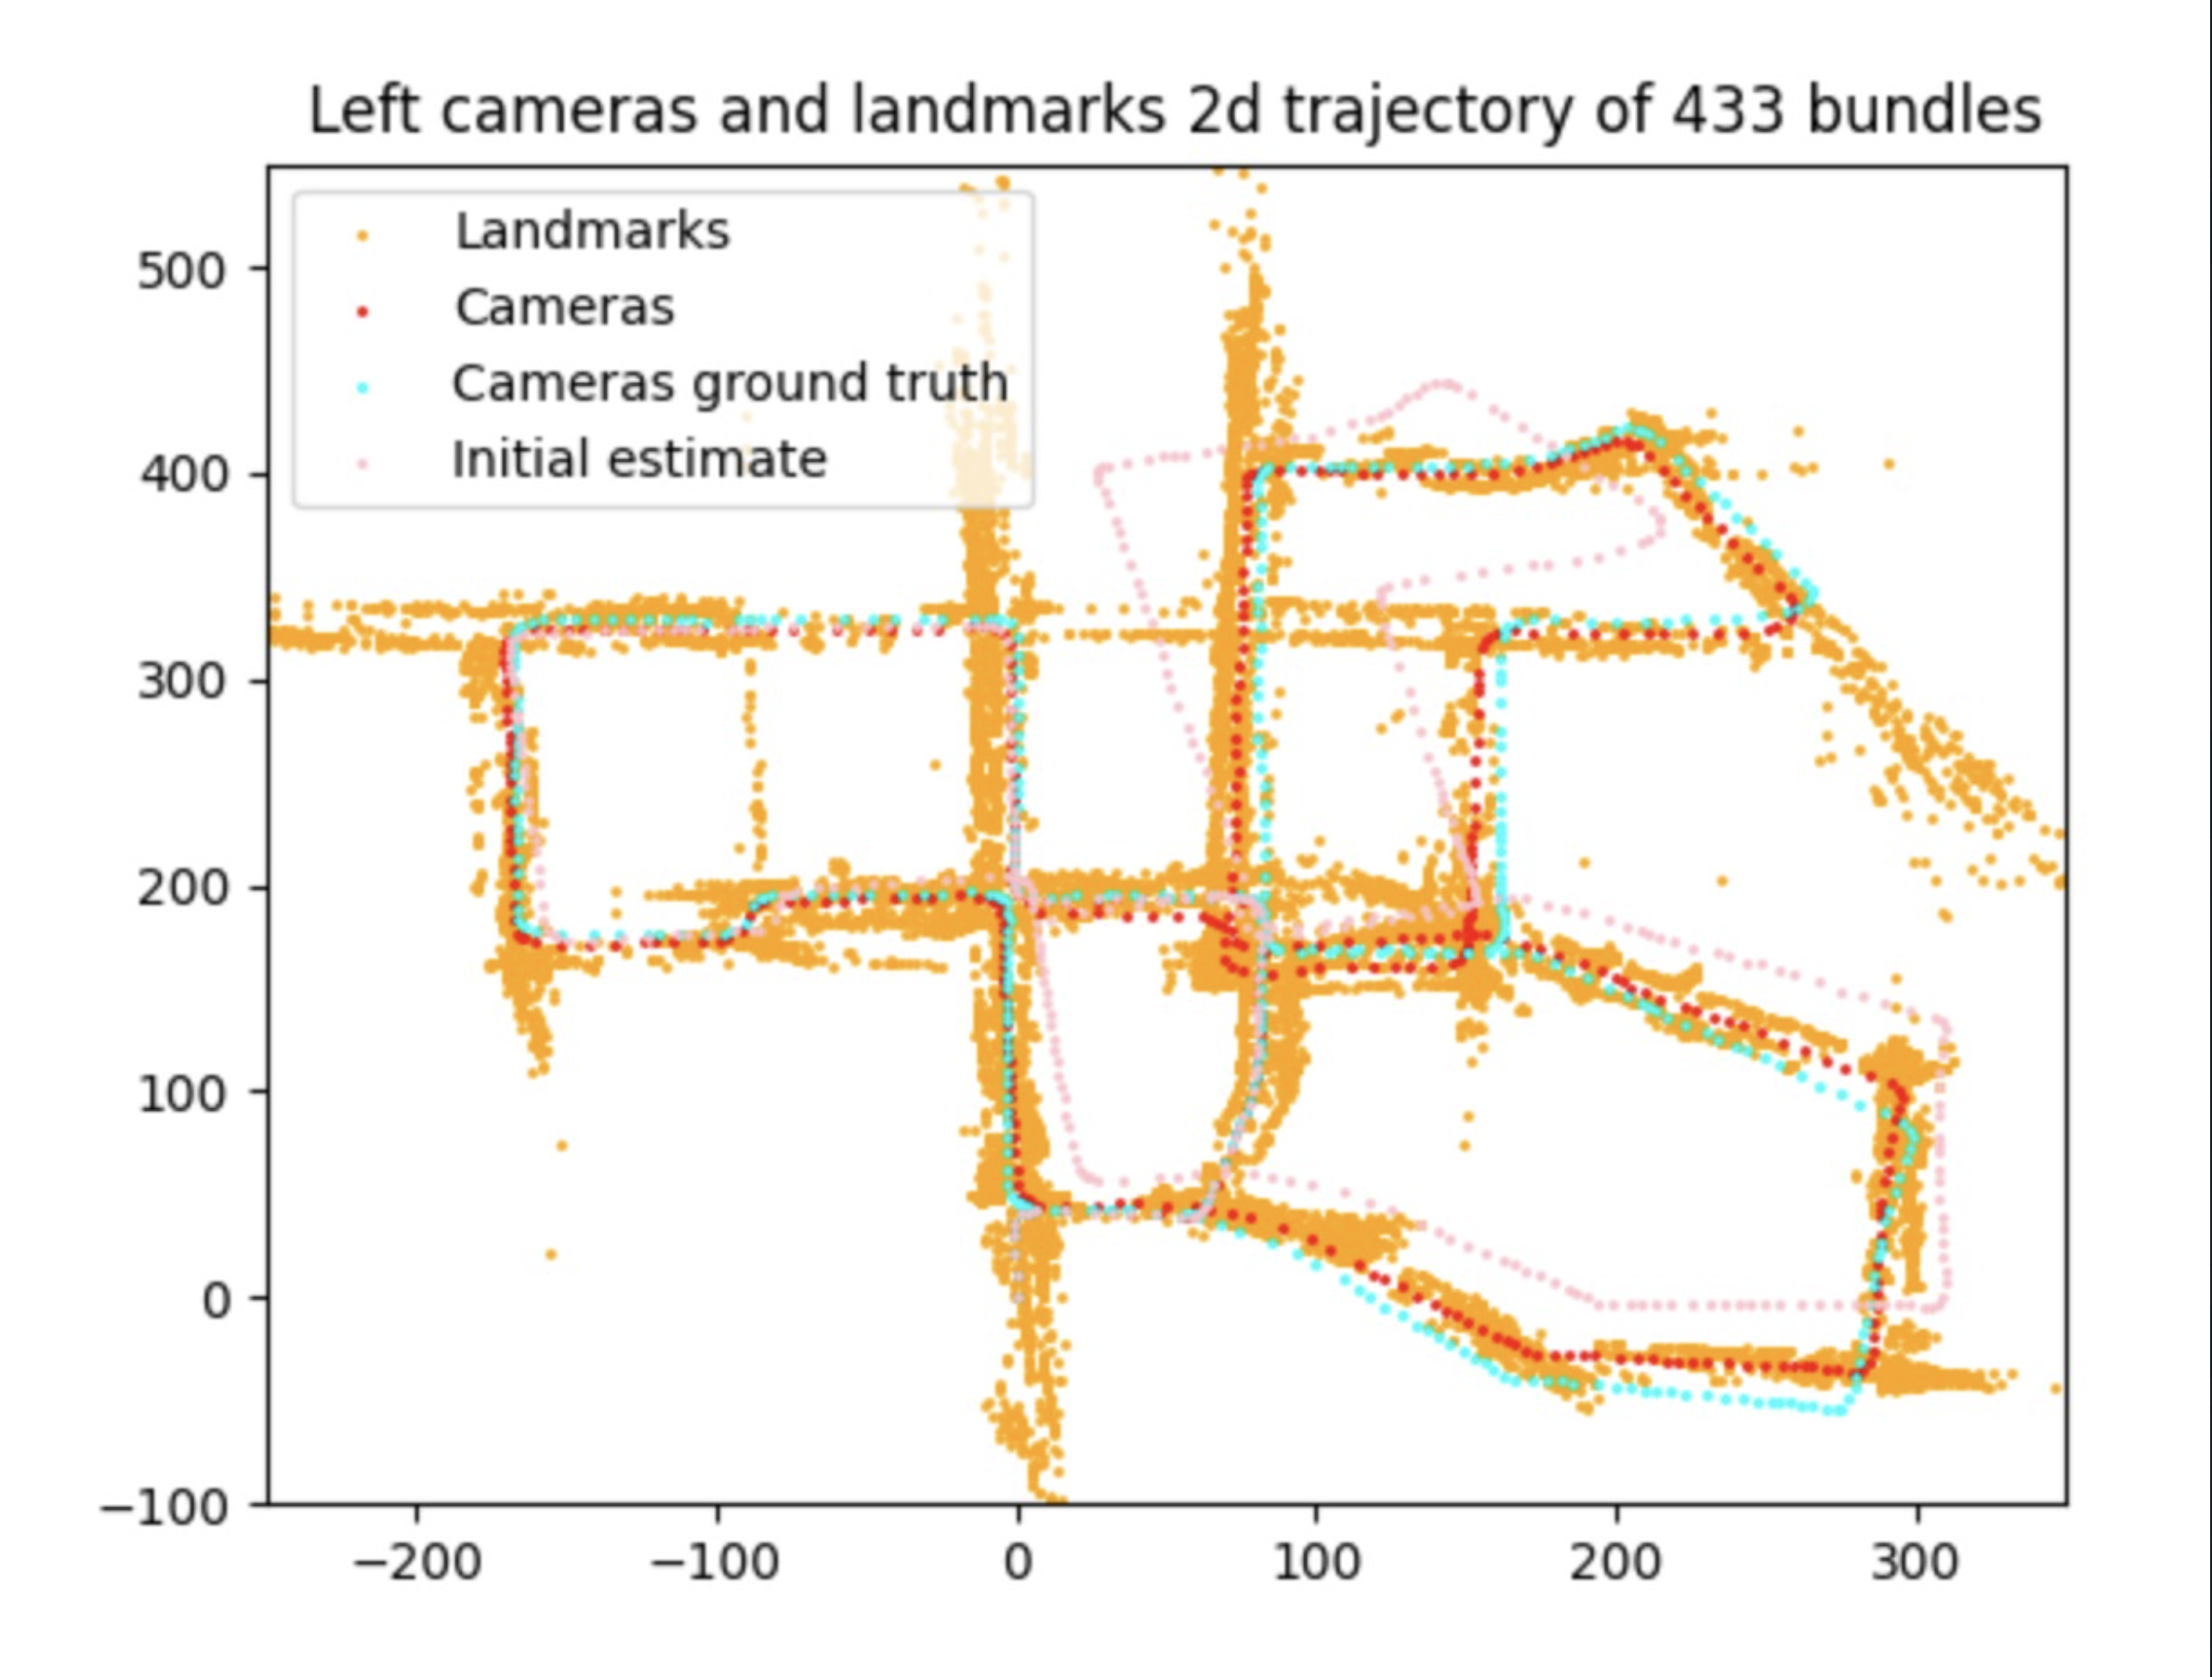 Left cameras and landmarks 2d trajectory of 433 bundles
Landmarks
Cameras
Cameras ground truth
Initial estimate
500
400
300
200
100
0
−100
−200
−100
0
100
200
300